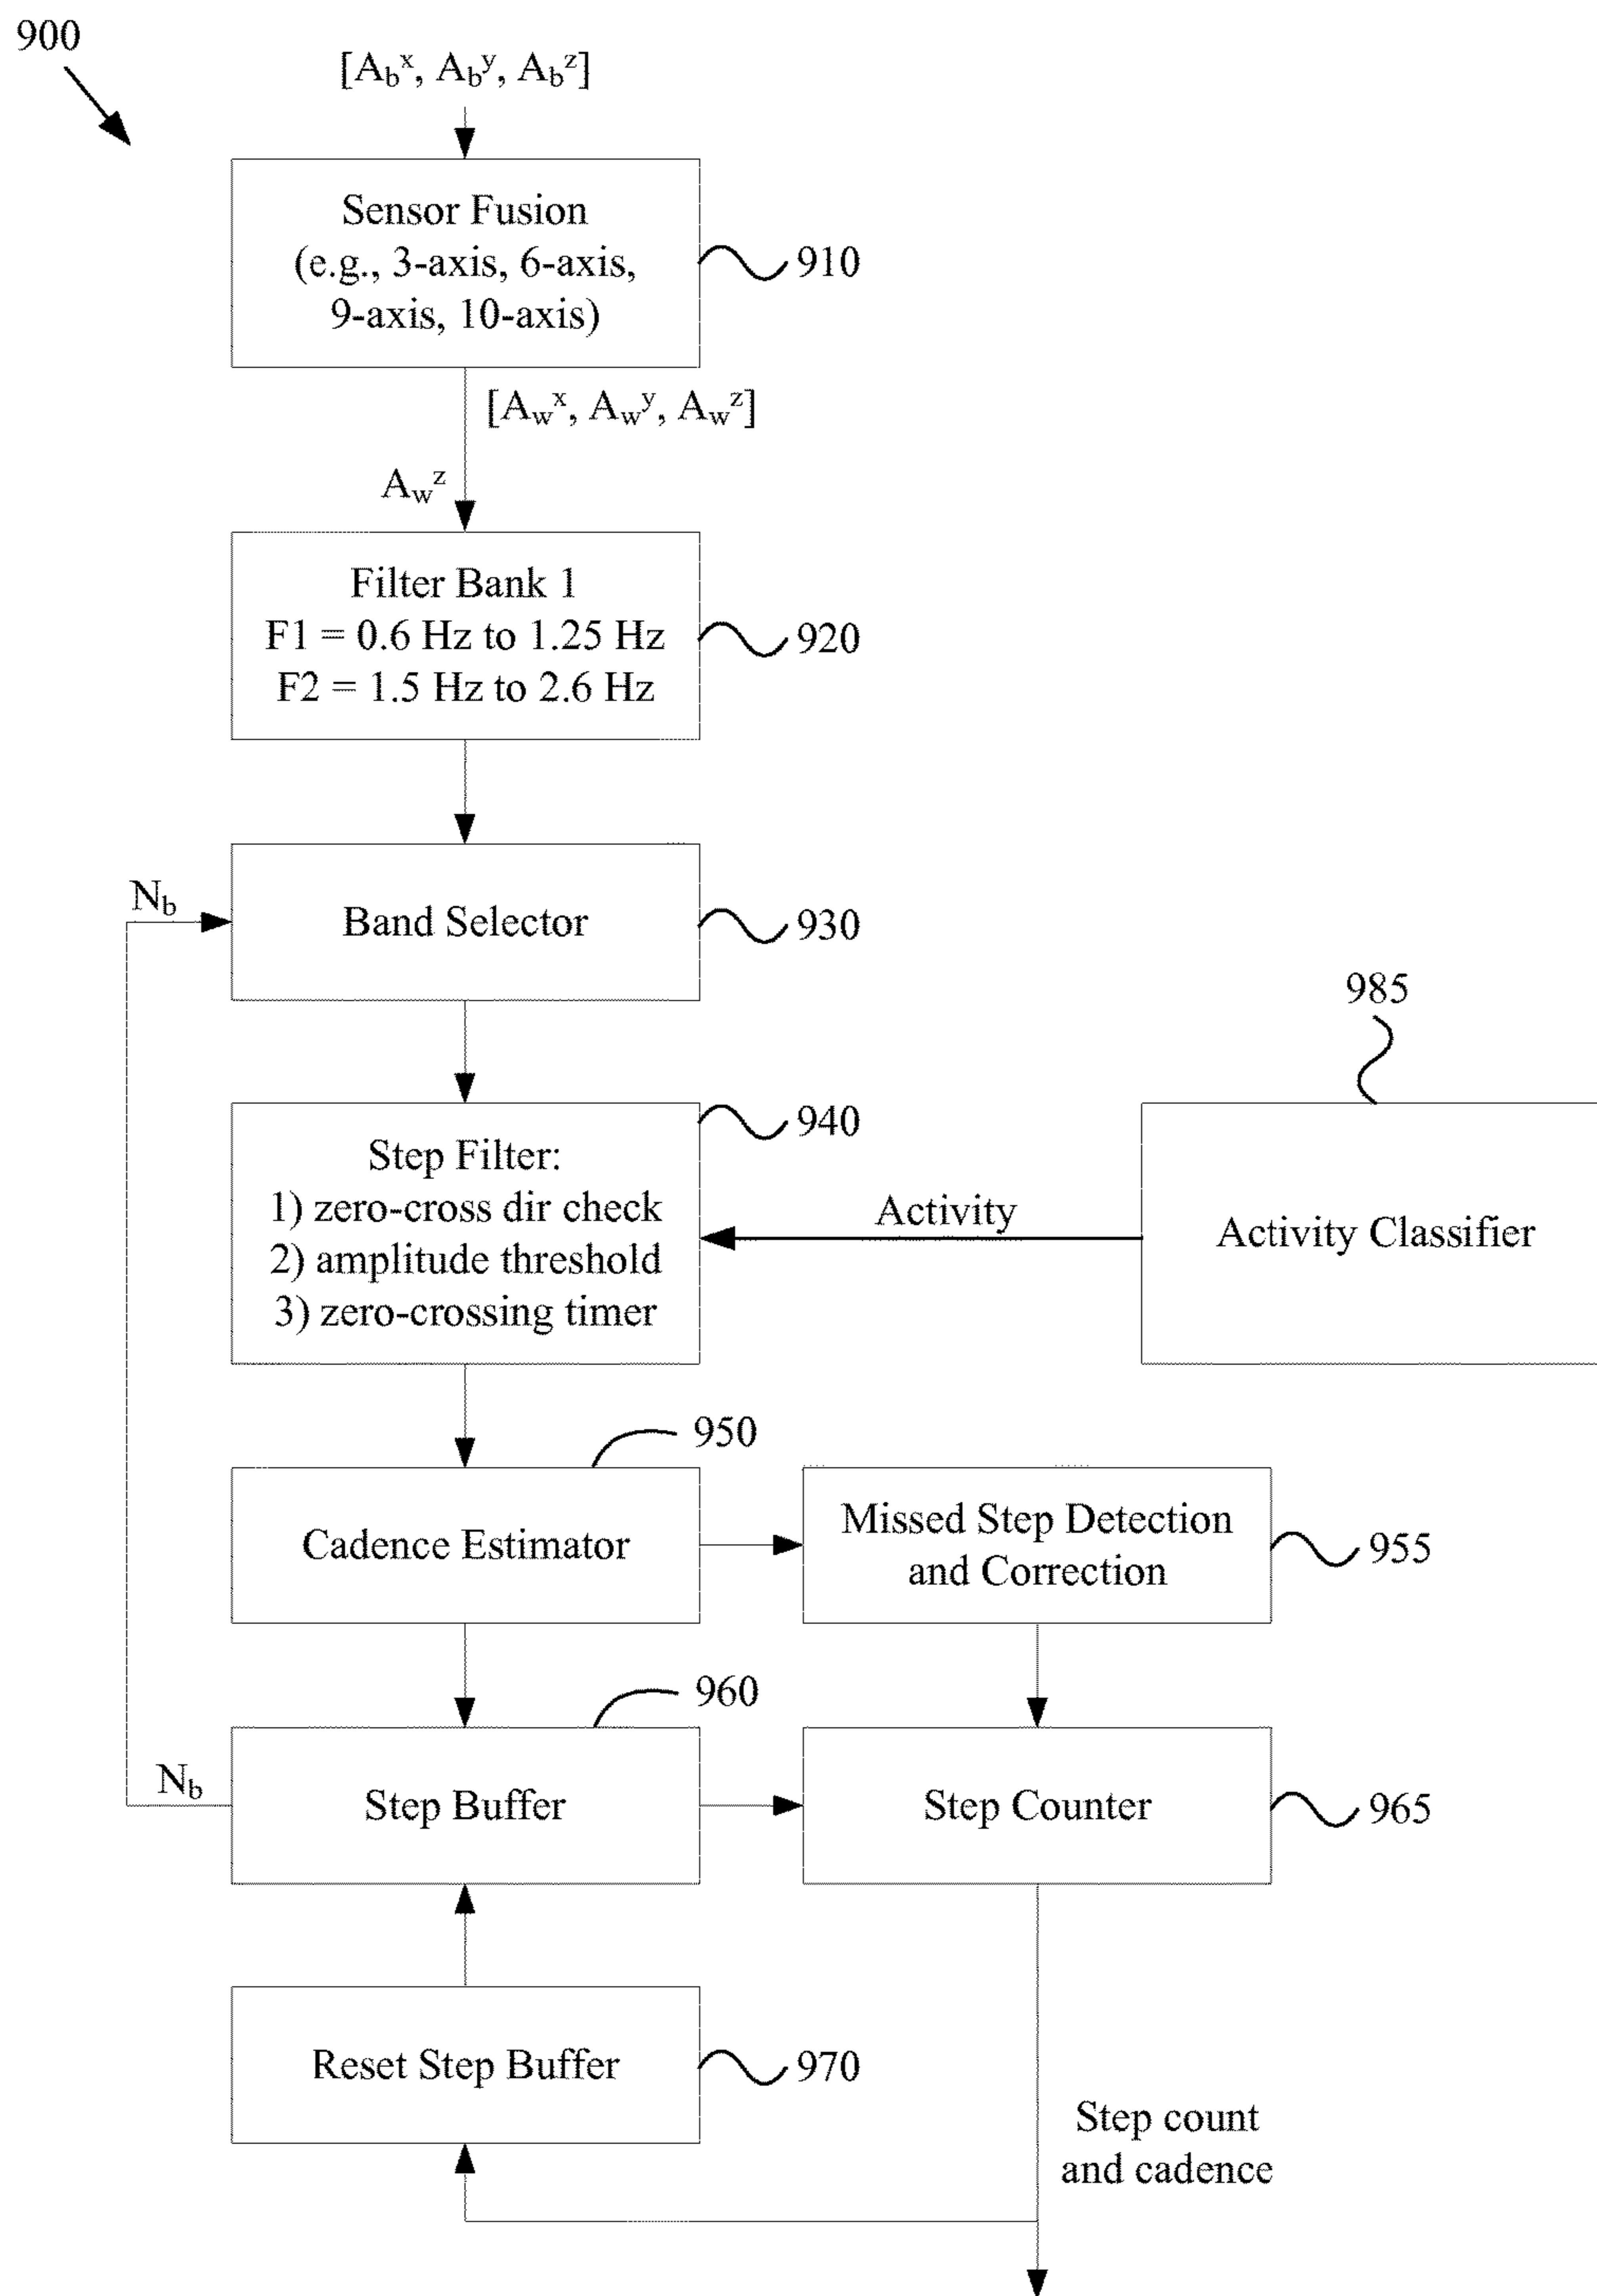 900
[A_b^x, A_b^y, A_b^z]
Sensor Fusion
(e.g., 3-axis, 6-axis,
9-axis, 10-axis)
910
[A_w^x, A_w^y, A_w^z]
A_w^z
Filter Bank 1
F1 = 0.6 Hz to 1.25 Hz
F2 = 1.5 Hz to 2.6 Hz
920
N_b
Band Selector
930
985
940
Step Filter:
1) zero-cross dir check
2) amplitude threshold
3) zero-crossing timer
Activity
Activity Classifier
950
Cadence Estimator
Missed Step Detection
and Correction
955
960
N_b
Step Buffer
Step Counter
965
Reset Step Buffer
970
Step count
and cadence